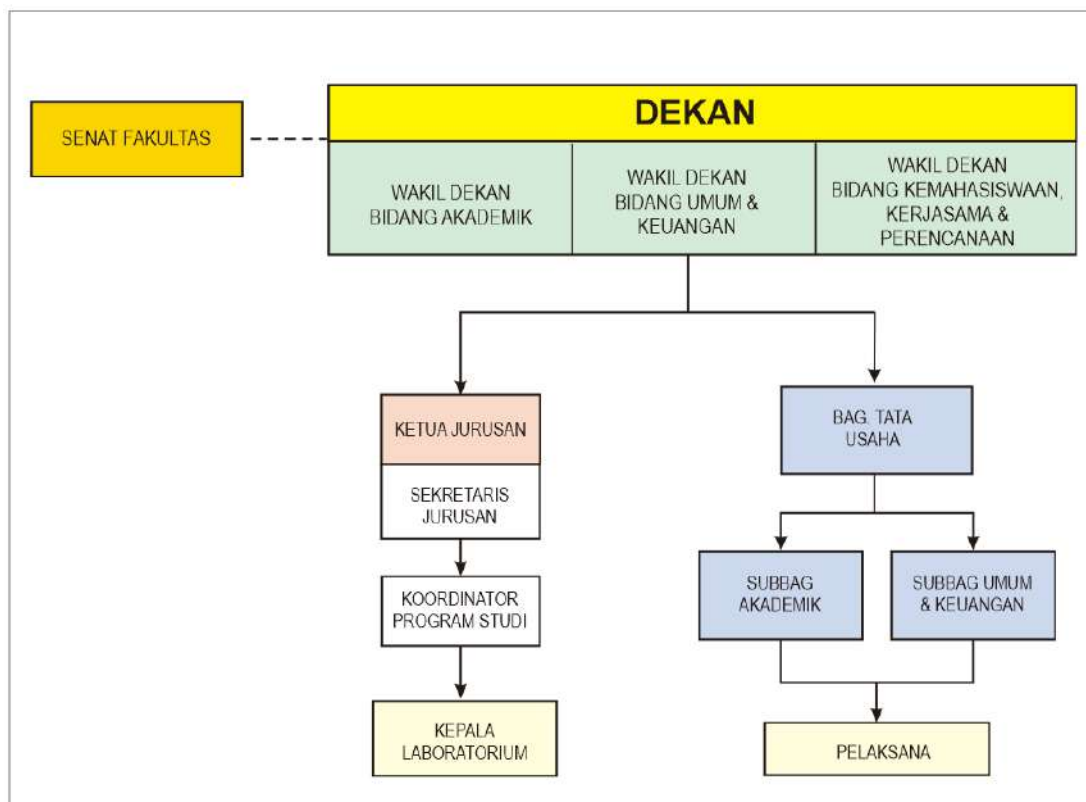 DEKAN
SENAT FAKULTAS
WAKIL DEKAN
BIDANG AKADEMIK
WAKIL DEKAN
BIDANG UMUM &
KEUANGAN
WAKIL DEKAN
BIDANG KEMAHASISWAAN,
KERJASAMA &
PERENCANAAN
KETUA JURUSAN
SEKRETARIS
JURUSAN
KOORDINATOR
PROGRAM STUDI
KEPALA
LABORATORIUM
BAG. TATA
USAHA
SUBBAG
AKADEMIK
SUBBAG UMUM
& KEUANGAN
PELAKSANA